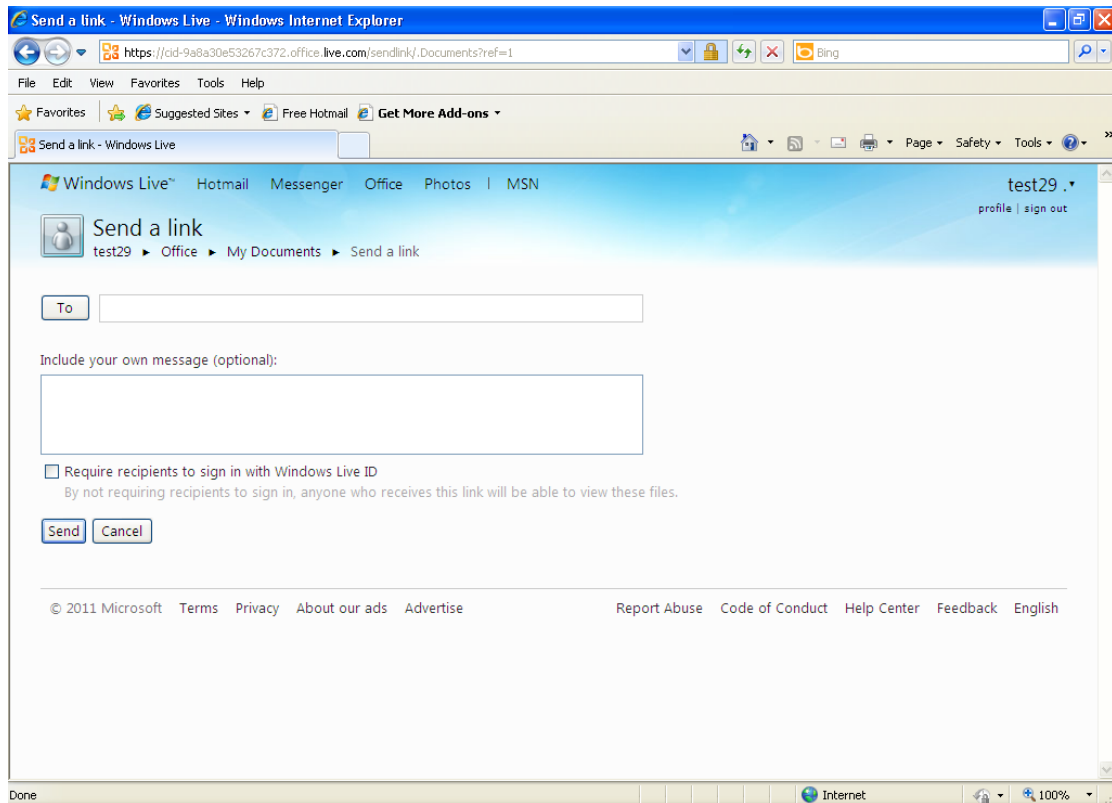 Send a link - Windows Live - Windows Internet Explorer
https://cid-9a8a30e53267c372.office.live.com/sendlink/.Documents?ref=1
Bing
File Edit View Favorites Tools Help
Favorites Suggested Sites Free Hotmail Get More Add-ons
Send a link - Windows Live Page Safety Tools »
Windows Live™ Hotmail Messenger Office Photos | MSN test29 .
profile | sign out
Send a link
test29 ► Office ► My Documents ► Send a link
To
Include your own message (optional):
Require recipients to sign in with Windows Live ID
By not requiring recipients to sign in, anyone who receives this link will be able to view these files.
Send Cancel
© 2011 Microsoft Terms Privacy About our ads Advertise Report Abuse Code of Conduct Help Center Feedback English
Done Internet 100%